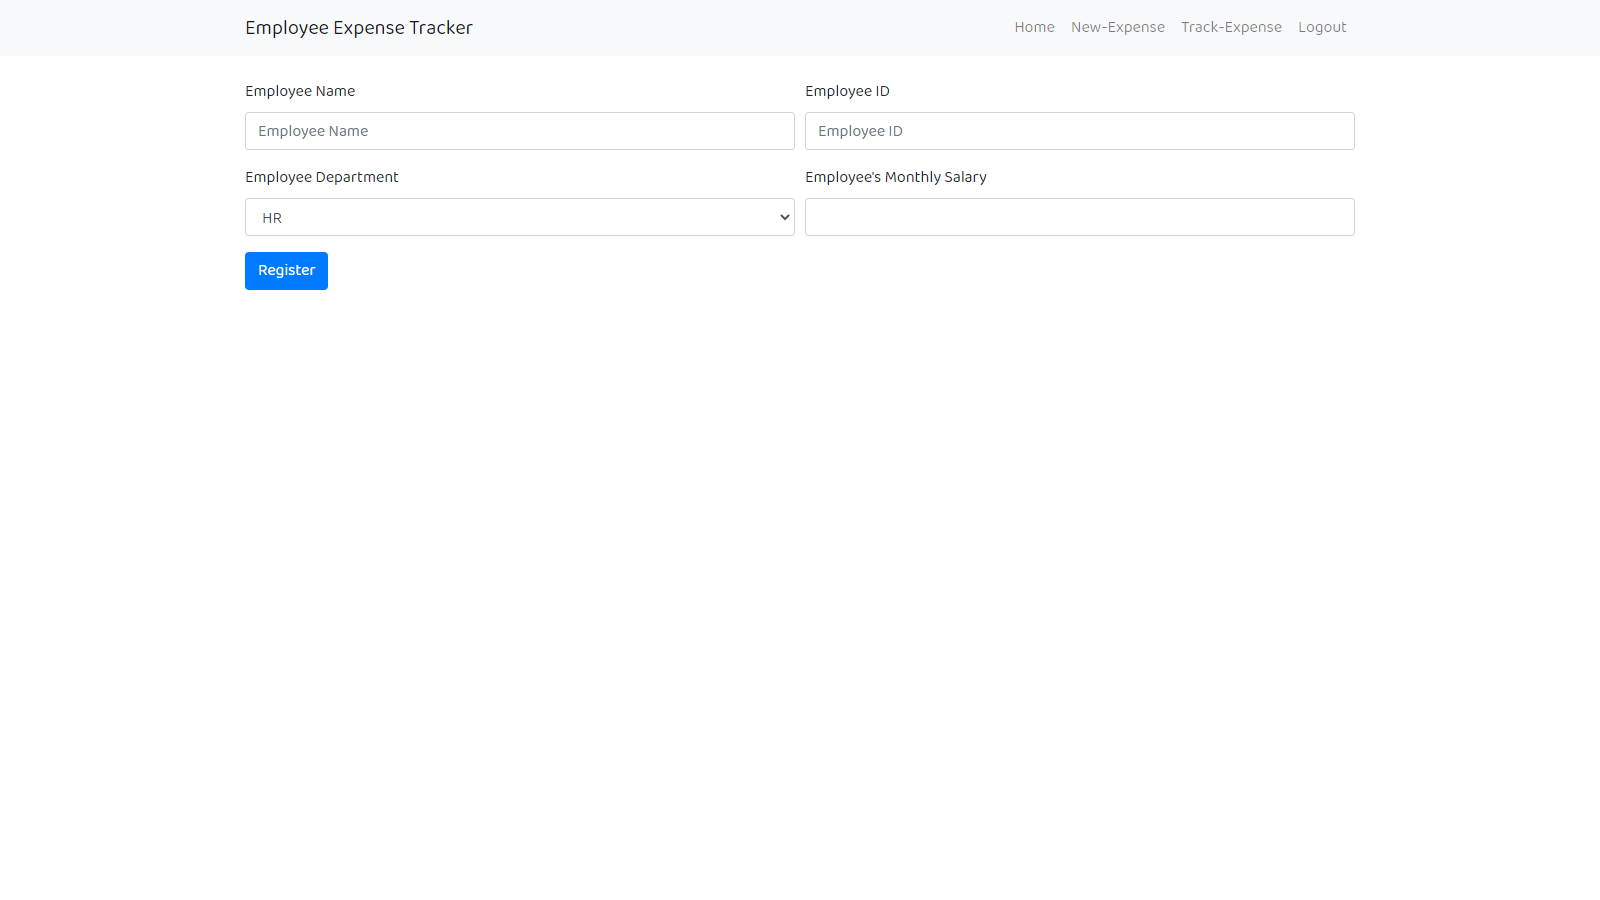 Employee Expense Tracker Home New-Expense Track-Expense Logout
Employee Name Employee ID
Employee Name Employee ID
Employee Department Employee's Monthly Salary
HR
Register